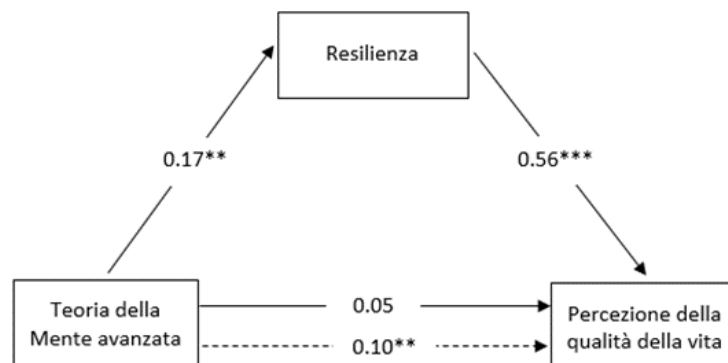 Resilienza
0.17**
0.56***
Teoria della
Mente avanzata
0.05
0.10**
Percezione della
qualità della vita